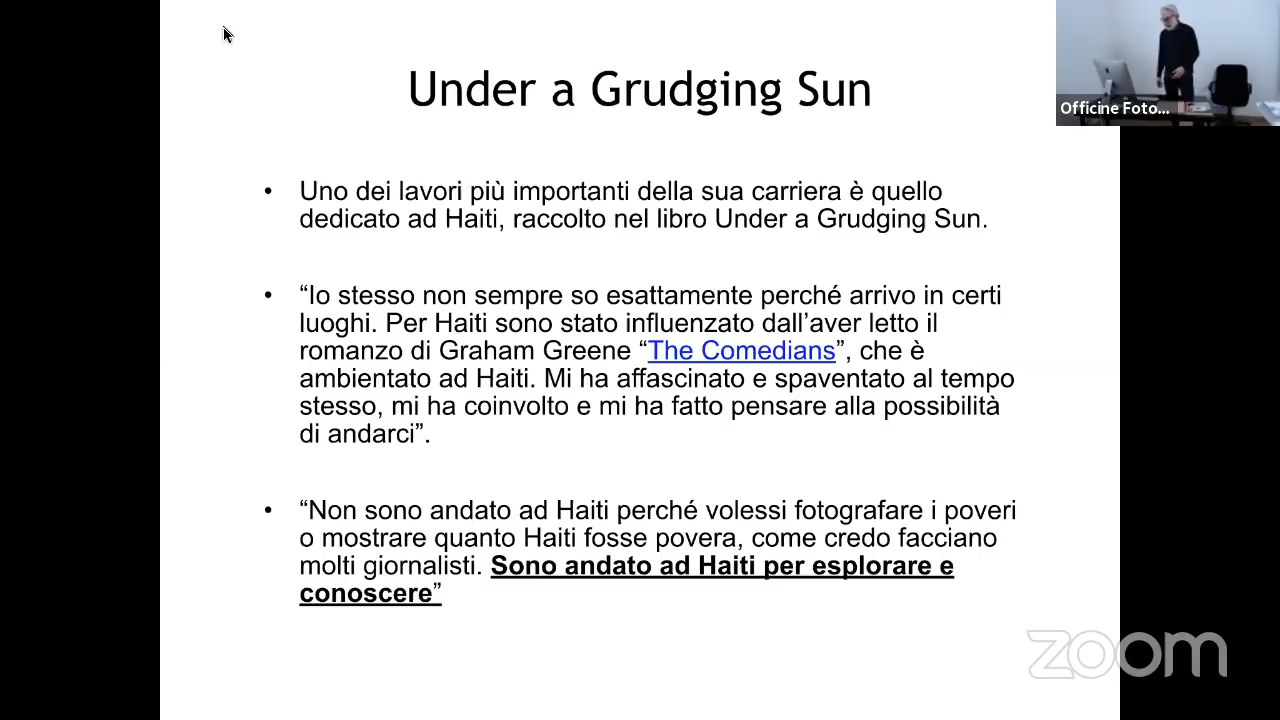 Under a Grudging Sun
Officine Foto...
• Uno dei lavori più importanti della sua carriera è quello
dedicato ad Haiti, raccolto nel libro Under a Grudging Sun.
• “Io stesso non sempre so esattamente perché arrivo in certi
luoghi. Per Haiti sono stato influenzato dall’aver letto il
romanzo di Graham Greene “The Comedians”, che è
ambientato ad Haiti. Mi ha affascinato e spaventato al tempo
stesso, mi ha coinvolto e mi ha fatto pensare alla possibilità
di andarci”.
• “Non sono andato ad Haiti perché volessi fotografare i poveri
o mostrare quanto Haiti fosse povera, come credo facciano
molti giornalisti. Sono andato ad Haiti per esplorare e
conoscere”
zoom